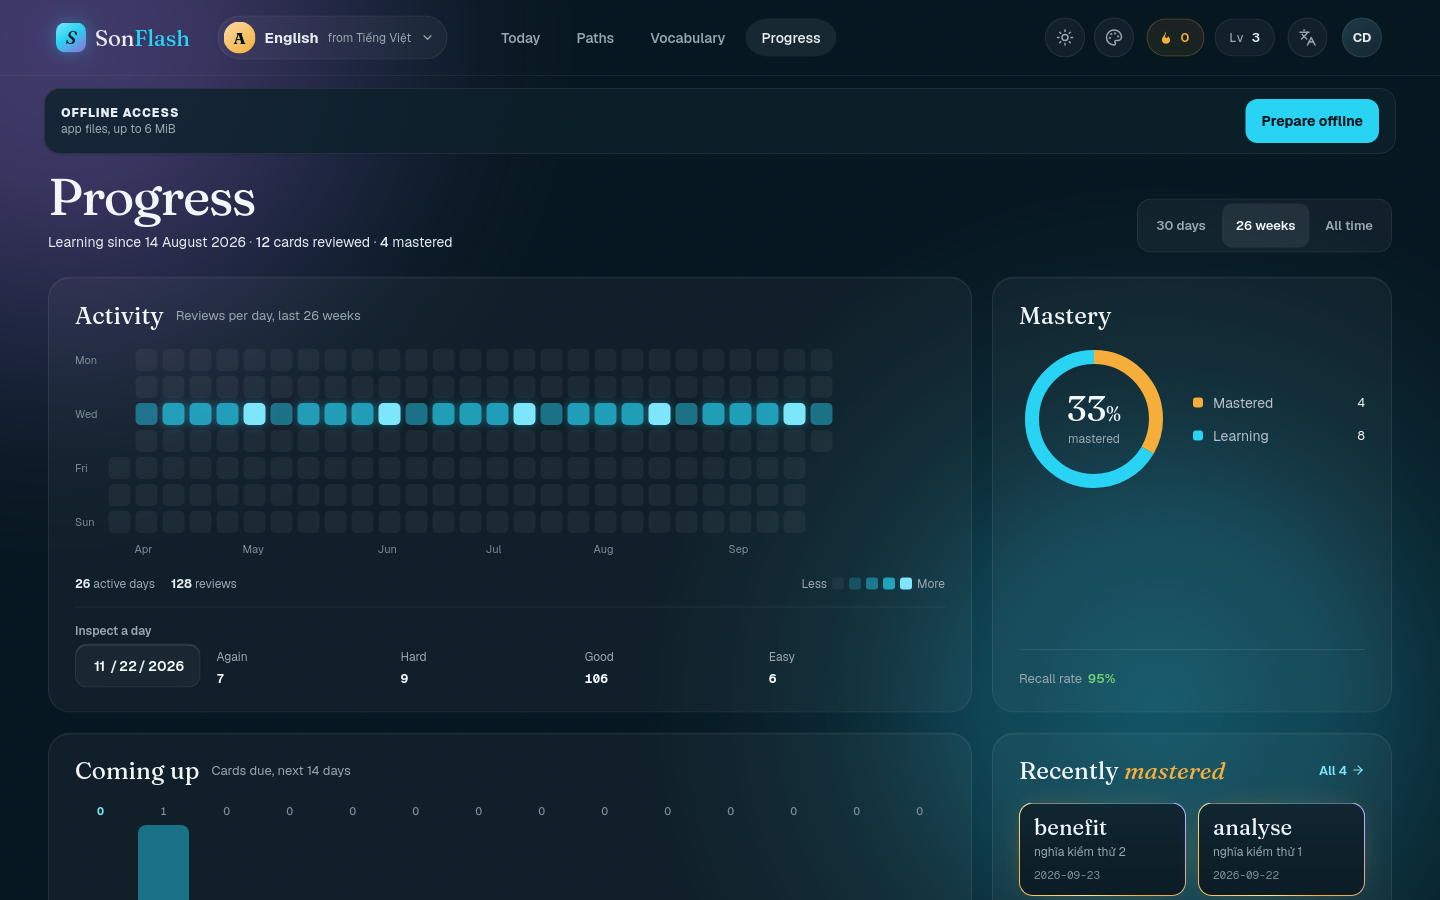 S SonFlash
A English from Tiếng Việt
Today Paths Vocabulary Progress
0
Lv 3
CD
OFFLINE ACCESS
app files, up to 6 MiB
Prepare offline
Progress
Learning since 14 August 2026 · 12 cards reviewed · 4 mastered
30 days 26 weeks All time
Activity Reviews per day, last 26 weeks
Mon
Wed
Fri
Sun
Apr May Jun Jul Aug Sep
26 active days 128 reviews
Less More
Inspect a day
11 / 22 / 2026
Again Hard Good Easy
7 9 106 6
Mastery
33%
mastered
Mastered 4
Learning 8
Recall rate 95%
Coming up Cards due, next 14 days
0 1 0 0 0 0 0 0 0 0 0 0 0 0
Recently mastered
All 4 →
benefit
nghĩa kiểm thử 2
2026-09-23
analyse
nghĩa kiểm thử 1
2026-09-22